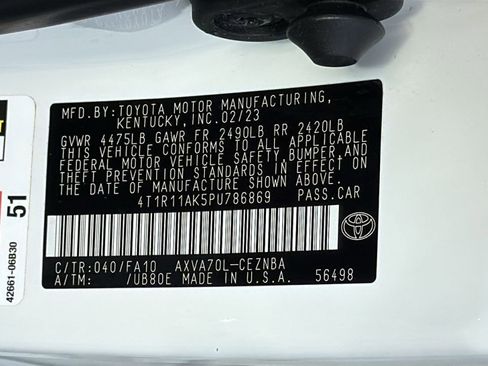 MFD.BY:TOYOTA MOTOR MANUFACTURING,
KENTUCKY, INC.02/23
GVWR 4475LB GAWR FR 2490LB RR 2420LB
THIS VEHICLE CONFORMS TO ALL APPLICABLE
FEDERAL MOTOR VEHICLE SAFETY,BUMPER AND
THEFT PREVENTION STANDARDS IN EFFECT ON
THE DATE OF MANUFACTURE SHOWN ABOVE.
4T1R11AK5PU786869 PASS.CAR
C/TR:040/FA10 AXVA70L-CEZNBA
A/TM: /UB80E MADE IN U.S.A. 56498
51
42661-06B30